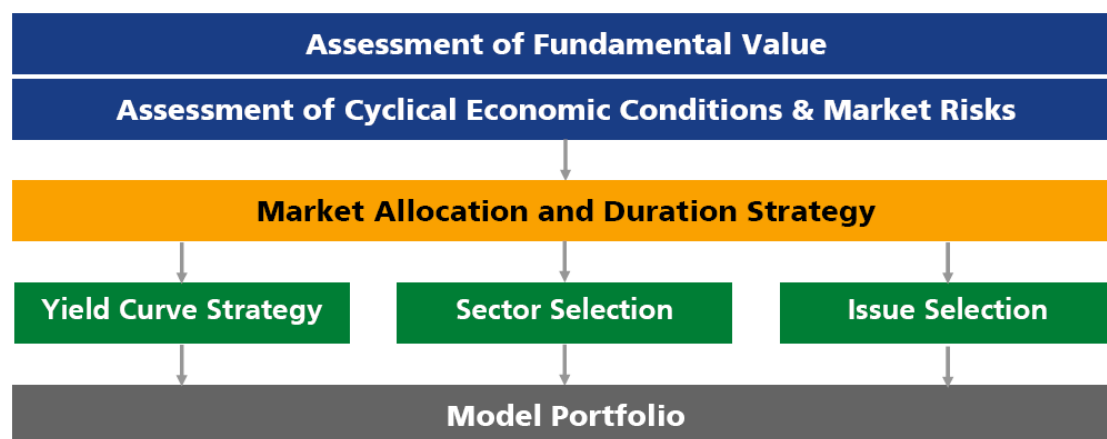 Assessment of Fundamental Value
Assessment of Cyclical Economic Conditions & Market Risks
Market Allocation and Duration Strategy
Yield Curve Strategy
Sector Selection
Issue Selection
Model Portfolio